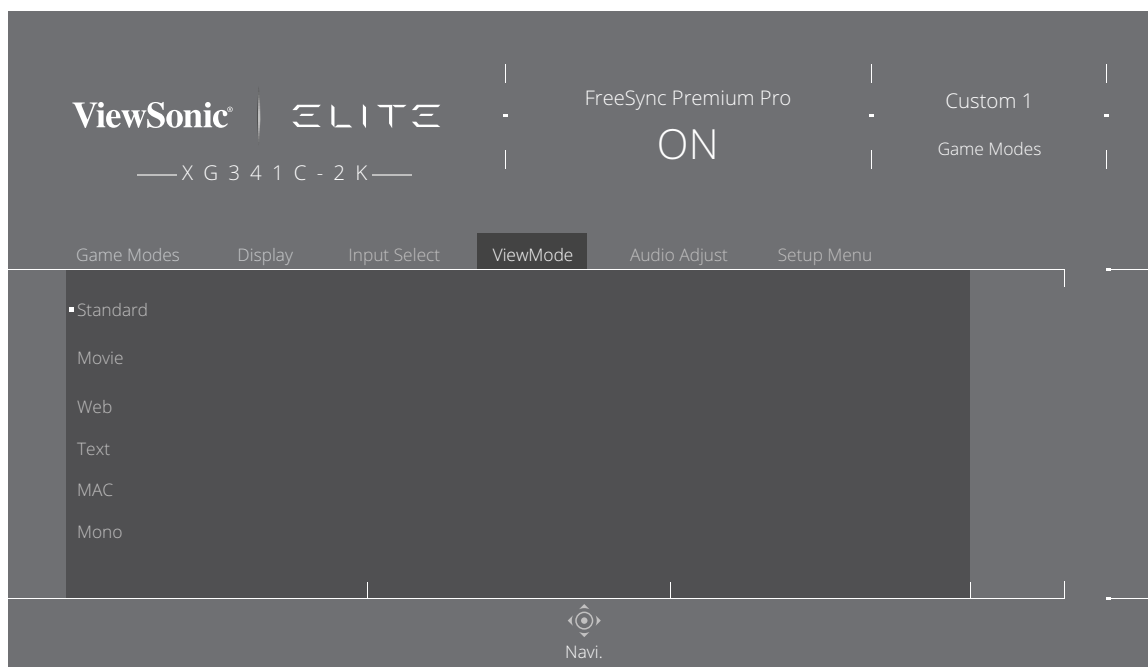 ViewSonic® ELITE
XG341C-2K
FreeSync Premium Pro
ON
Custom 1
Game Modes
Game Modes Display Input Select ViewMode Audio Adjust Setup Menu
Standard
Movie
Web
Text
MAC
Mono
Navi.